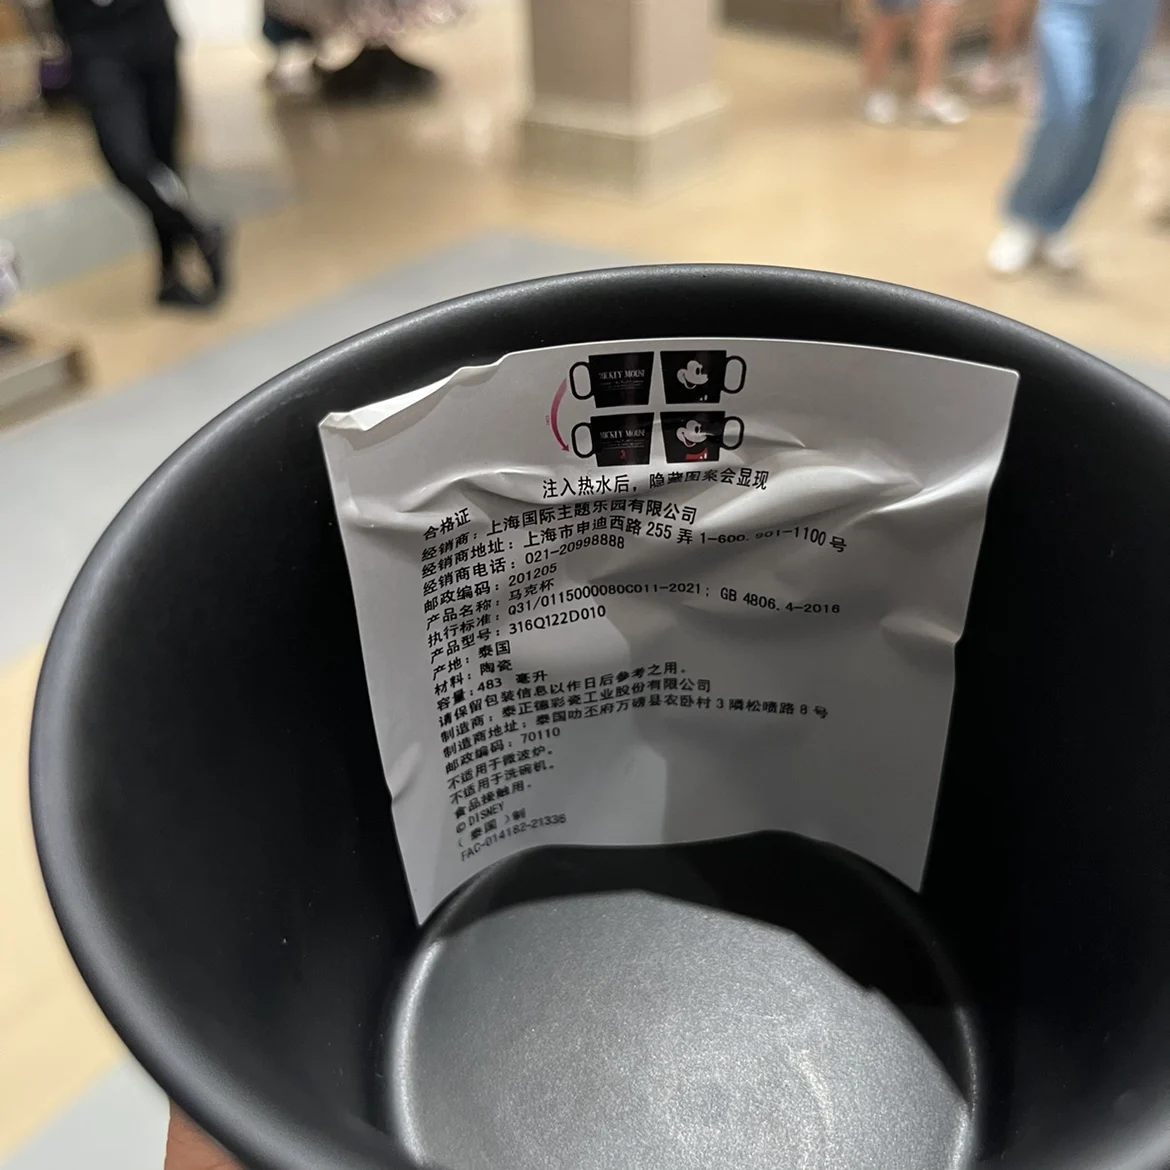 MICKEY MOUSE
MICKEY MOUSE
注入热水后，隐藏图案会显现
合格证
经销商：上海国际主题乐园有限公司
经销商地址：上海市申迪西路 255 弄 1-600. 901-1100 号
经销商电话：021-20998888
邮政编码：201205
产品名称：马克杯
执行标准：Q31/0115000080C011-2021；GB 4806.4-2016
产品型号：316Q122D010
产地：泰国
材料：陶瓷
容量：483 毫升
请保留包装信息以作日后参考之用。
制造商：泰正德彩瓷工业股份有限公司
制造商地址：泰国叻丕府万磅县农卧村 3 隣松喷路 8 号
邮政编码：70110
不适用于微波炉。
不适用于洗碗机。
食品接触用。
© DISNEY
（ 泰国 ）制
FAC-014182-21336